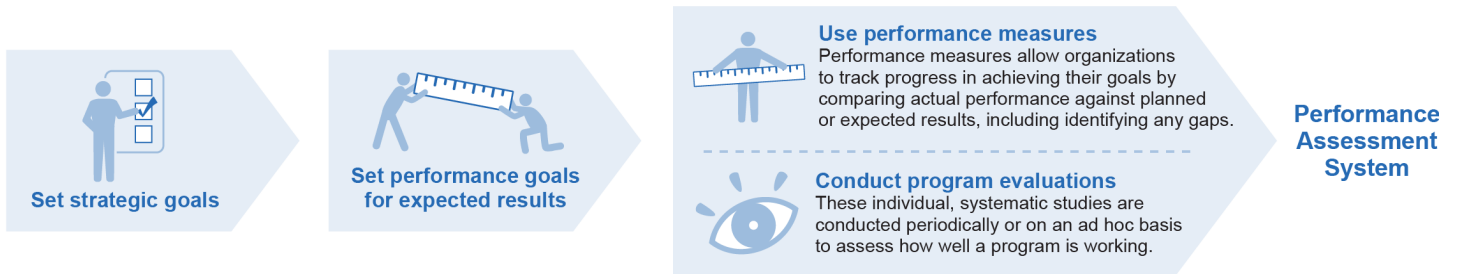 Set strategic goals
Set performance goals
for expected results
Use performance measures
Performance measures allow organizations
to track progress in achieving their goals by
comparing actual performance against planned
or expected results, including identifying any gaps.
Conduct program evaluations
These individual, systematic studies are
conducted periodically or on an ad hoc basis
to assess how well a program is working.
Performance
Assessment
System